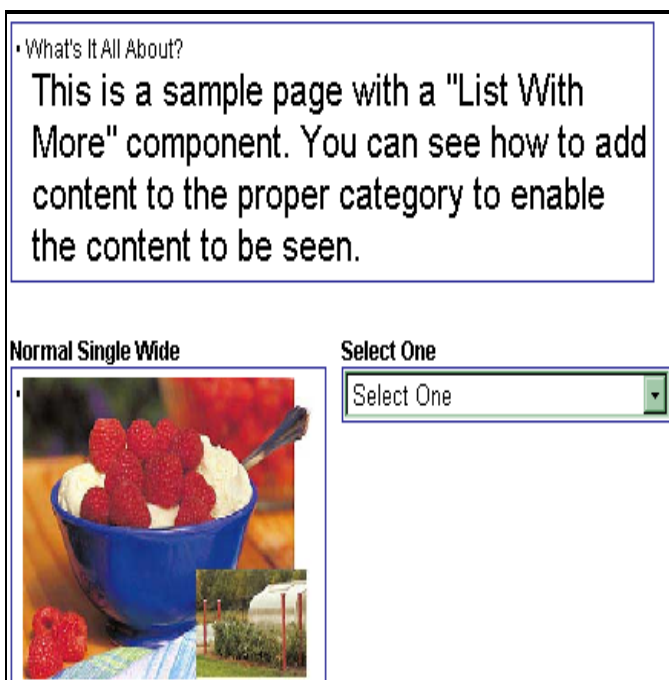 • What's It All About?
This is a sample page with a "List With
More" component. You can see how to add
content to the proper category to enable
the content to be seen.
Normal Single Wide
Select One
Select One